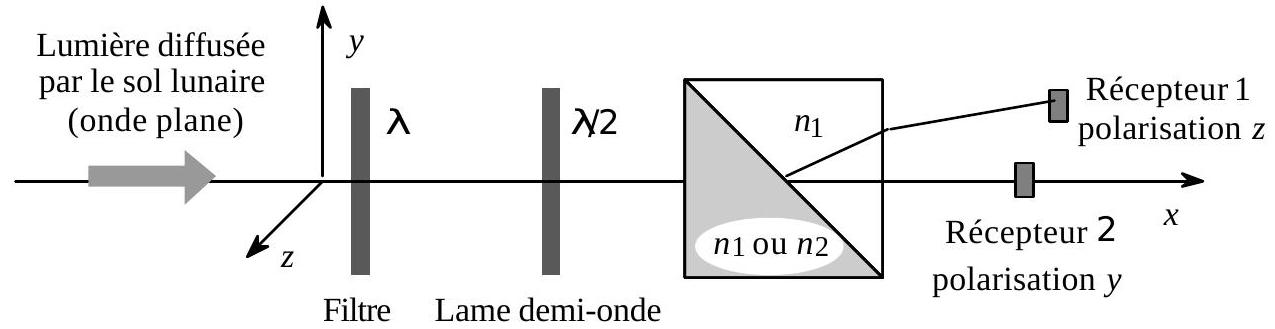 Lumière diffusée
par le sol lunaire
(onde plane)
y
z
λ
Filtre
λ/2
Lame demi-onde
n1
n1 ou n2
Récepteur 1
polarisation z
Récepteur 2
polarisation y
x